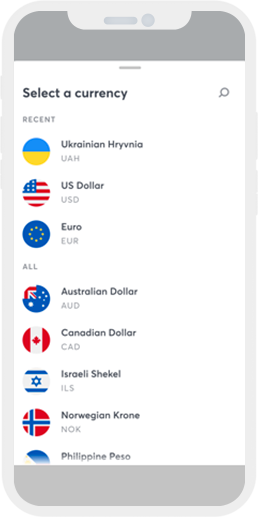 Select a currency
RECENT
Ukrainian Hryvnia
UAH
US Dollar
USD
Euro
EUR
ALL
Australian Dollar
AUD
Canadian Dollar
CAD
Israeli Shekel
ILS
Norwegian Krone
NOK
Philippine Peso